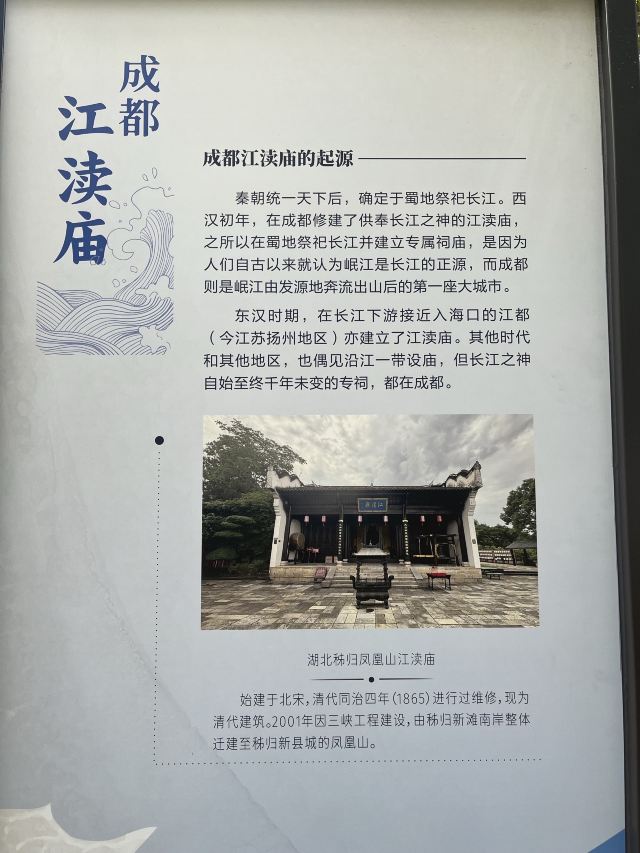 成都
江渎庙
成都江渎庙的起源
秦朝统一天下后，确定于蜀地祭祀长江。西
汉初年，在成都修建了供奉长江之神的江渎庙，
之所以在蜀地祭祀长江并建立专属祠庙，是因为
人们自古以来就认为岷江是长江的正源，而成都
则是岷江由发源地奔流出山后的第一座大城市。
东汉时期，在长江下游接近入海口的江都
（今江苏扬州地区）亦建立了江渎庙。其他时代
和其他地区，也偶见沿江一带设庙，但长江之神
自始至终千年未变的专祠，都在成都。
湖北秭归凤凰山江渎庙
始建于北宋，清代同治四年（1865）进行过维修，现为
清代建筑。2001年因三峡工程建设，由秭归新滩南岸整体
迁建至秭归新县城的凤凰山。